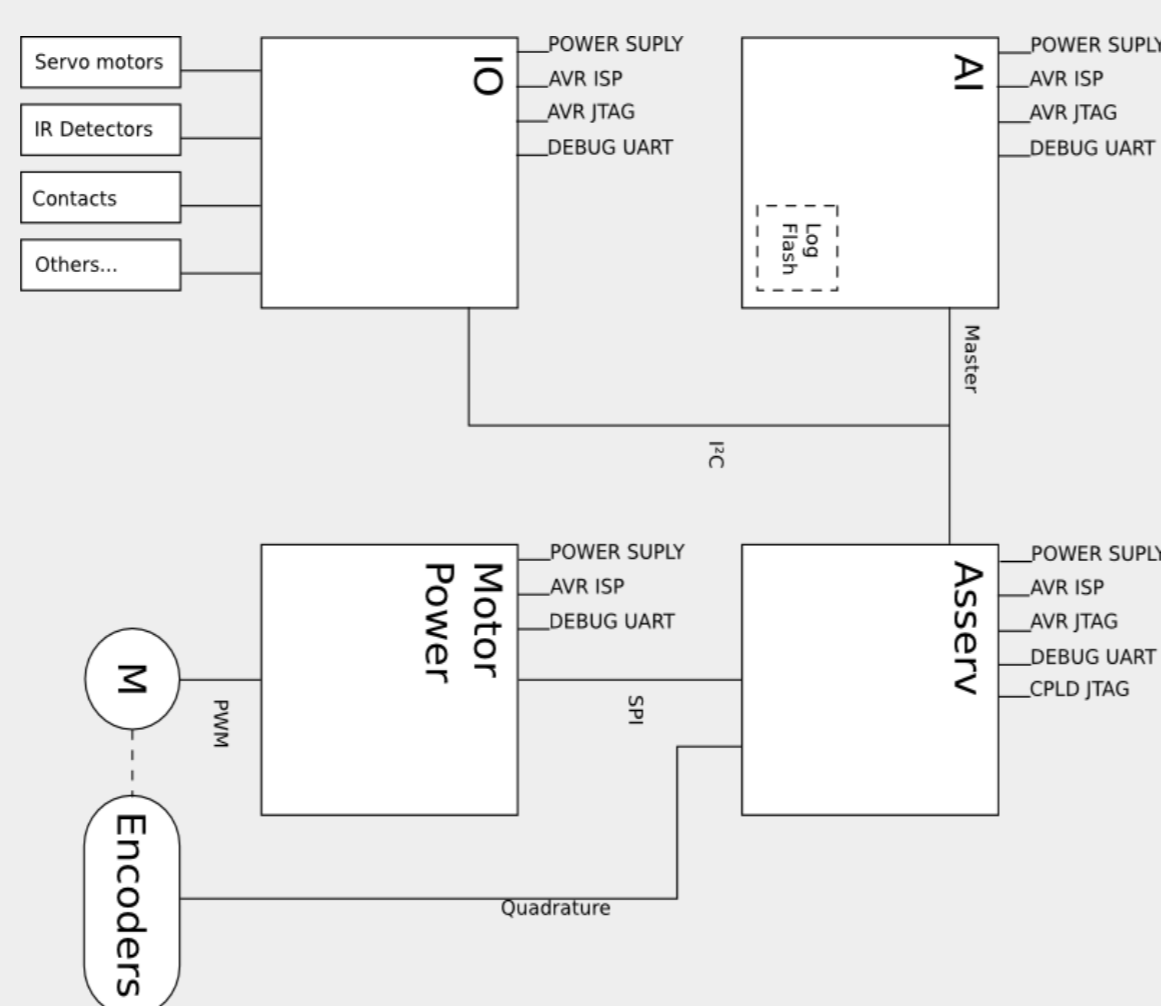 Servo motors
IR Detectors
Contacts
Others...
IO
POWER SUPLY
AVR ISP
AVR JTAG
DEBUG UART
AI
POWER SUPLY
AVR ISP
AVR JTAG
DEBUG UART
Log
Flash
Master
I²C
Motor
Power
POWER SUPLY
AVR ISP
DEBUG UART
Asserv
POWER SUPLY
AVR ISP
AVR JTAG
DEBUG UART
CPLD JTAG
M
PWM
SPI
Encoders
Quadrature